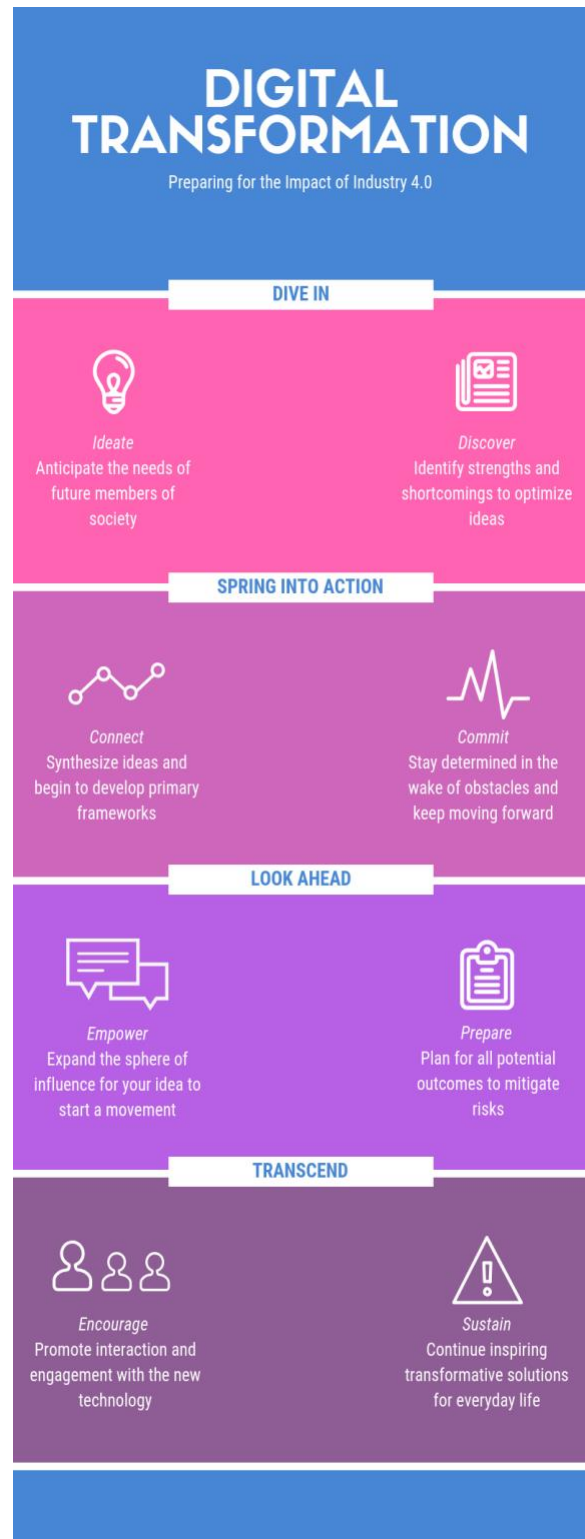 DIGITAL
TRANSFORMATION
Preparing for the Impact of Industry 4.0
DIVE IN
Ideate
Anticipate the needs of
future members of
society
Discover
Identify strengths and
shortcomings to optimize
ideas
SPRING INTO ACTION
Connect
Synthesize ideas and
begin to develop primary
frameworks
Commit
Stay determined in the
wake of obstacles and
keep moving forward
LOOK AHEAD
Empower
Expand the sphere of
influence for your idea to
start a movement
Prepare
Plan for all potential
outcomes to mitigate
risks
TRANSCEND
Encourage
Promote interaction and
engagement with the new
technology
Sustain
Continue inspiring
transformative solutions
for everyday life